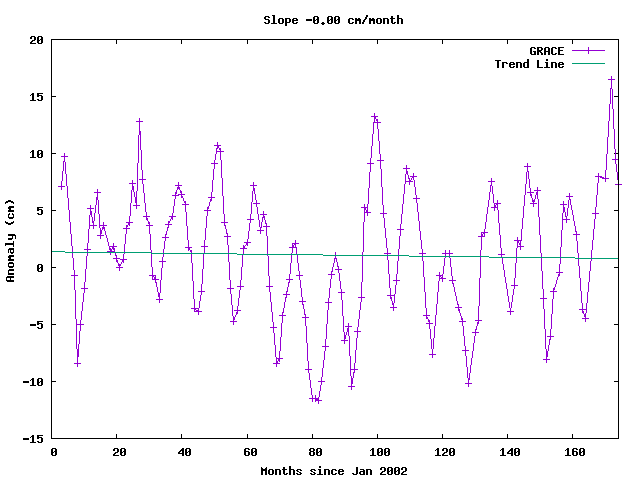 Slope -0.00 cm/month
20
15
10
5
0
-5
-10
-15
Anomaly (cm)
GRACE
Trend Line
0 20 40 60 80 100 120 140 160
Months since Jan 2002